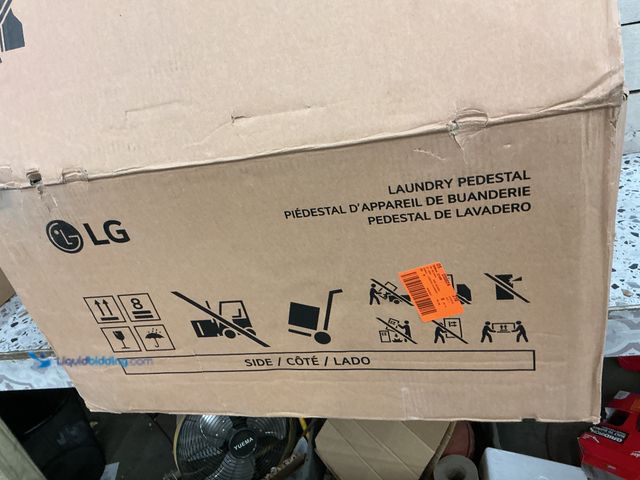 LAUNDRY PEDESTAL
PIÉDESTAL D'APPAREIL DE BUANDERIE
PEDESTAL DE LAVADERO
LG
8
SIDE / CÔTÉ / LADO
Liquidbidding.com
YUEMA